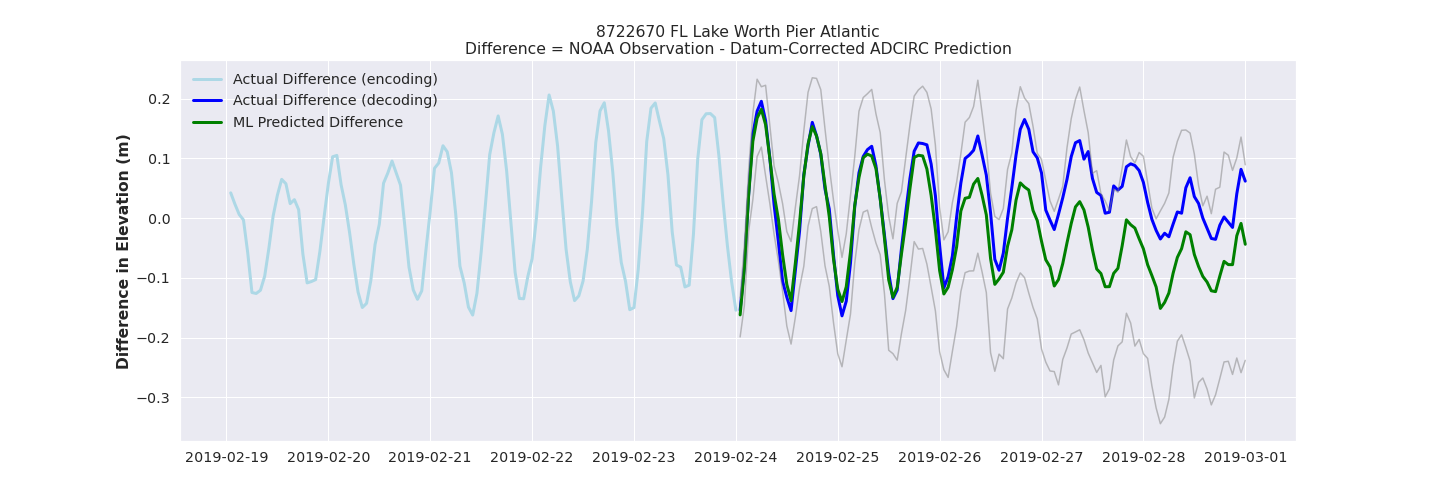 8722670 FL Lake Worth Pier Atlantic
Difference = NOAA Observation - Datum-Corrected ADCIRC Prediction
Actual Difference (encoding)
Actual Difference (decoding)
ML Predicted Difference
Difference in Elevation (m)
0.2
0.1
0.0
−0.1
−0.2
−0.3
2019-02-19 2019-02-20 2019-02-21 2019-02-22 2019-02-23 2019-02-24 2019-02-25 2019-02-26 2019-02-27 2019-02-28 2019-03-01